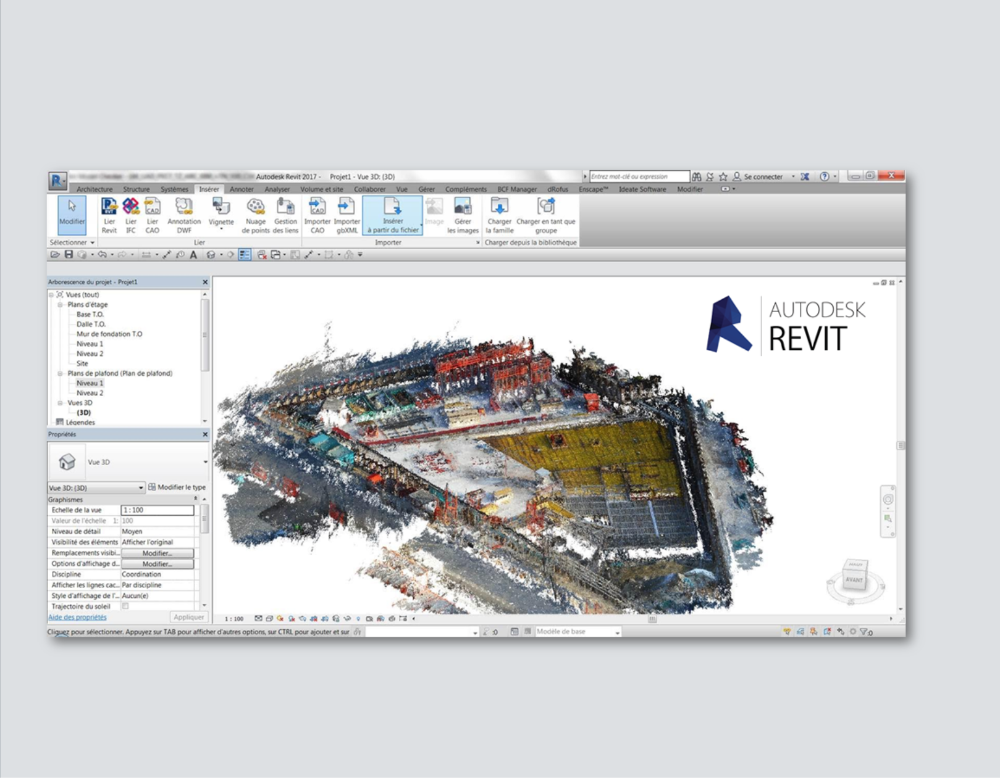 Autodesk Revit 2017 - Projet1 - Vue 3D: {3D}
Entrez mot-clé ou expression
Se connecter
Architecture Structure Systèmes Insérer Annoter Analyser Volume et site Collaborer Vue Gérer Compléments BCF Manager dRofus Enscape™ Ideate Software Modifier
Modifier
Lier Revit
Lier IFC
Lier CAO
Annotation DWF
Vignette
Nuage de points
Gestion des liens
Importer CAO
Importer gbXML
Insérer à partir du fichier
Image
Gérer les images
Charger la famille
Charger en tant que groupe
Sélectionner
Lier
Importer
Charger depuis la bibliothèque
Arborescence du projet - Projet1
Vues (tout)
Plans d'étage
Base T.O.
Dalle T.O.
Mur de fondation T.O
Niveau 1
Niveau 2
Site
Plans de plafond (Plan de plafond)
Niveau 1
Niveau 2
Vues 3D
{3D}
Légendes
Propriétés
Vue 3D
Vue 3D: {3D}
Modifier le type
Graphismes
Echelle de la vue 1 : 100
Valeur de l'échelle 1: 100
Niveau de détail Moyen
Visibilité des éléments Afficher l'original
Remplacements visibi... Modifier...
Options d'affichage d... Modifier...
Discipline Coordination
Afficher les lignes cac... Par discipline
Style d'affichage de l'... Aucun(e)
Trajectoire du soleil
Aide des propriétés
Appliquer
AUTODESK
REVIT
HAUT
AVANT
1 : 100
Cliquez pour sélectionner. Appuyez sur TAB pour afficher d'autres options, sur CTRL pour ajouter et sur
:0
Modèle de base
:0